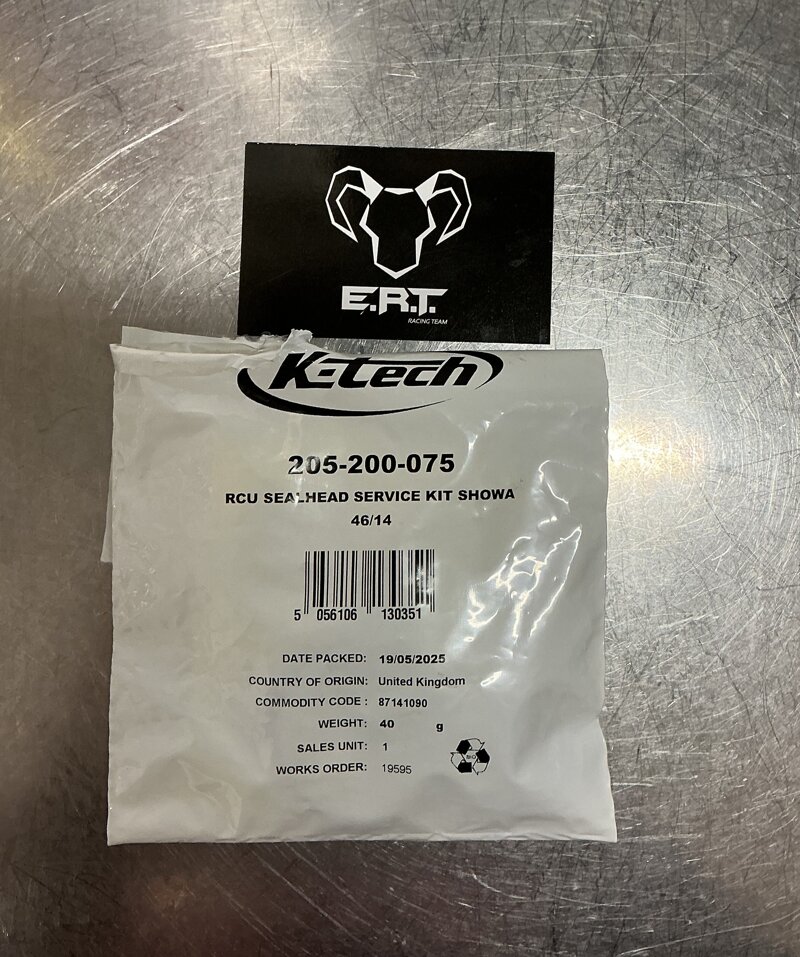 E.R.T.
RACING TEAM
K-tech
205-200-075
RCU SEALHEAD SERVICE KIT SHOWA
46/14
5 056106 130351
DATE PACKED: 19/05/2025
COUNTRY OF ORIGIN: United Kingdom
COMMODITY CODE : 87141090
WEIGHT: 40 g
SALES UNIT: 1
WORKS ORDER: 19595
BIO